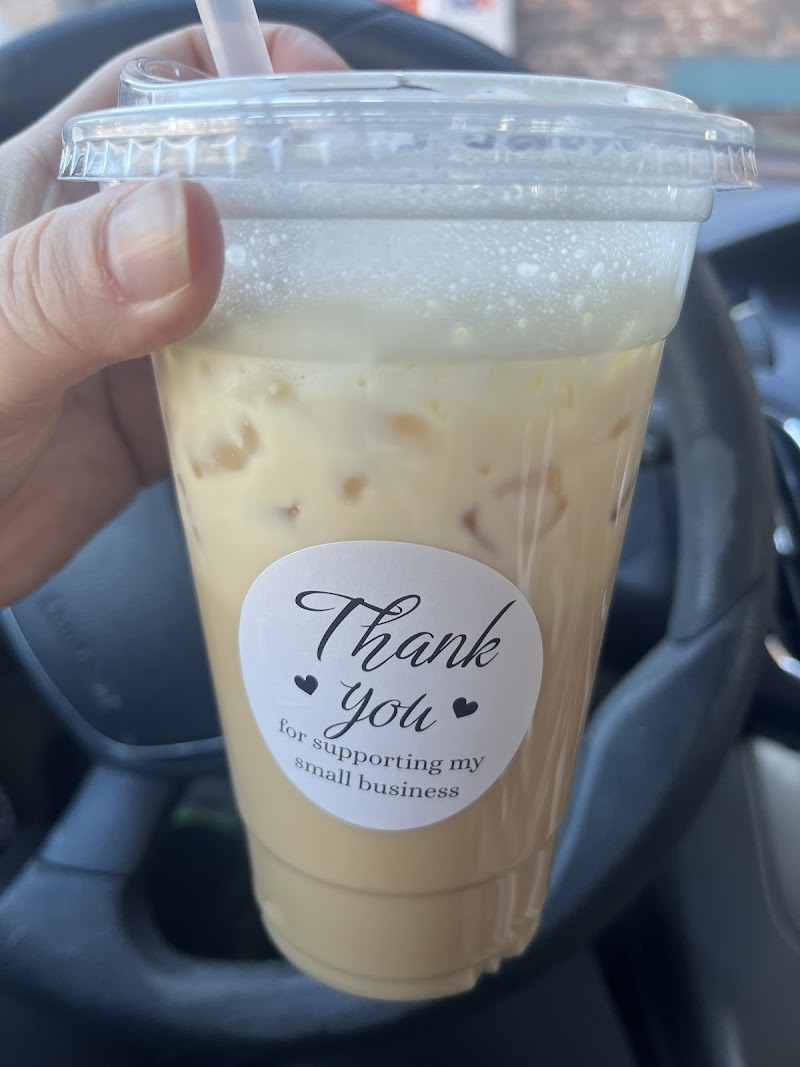 Thank
you
for supporting my
small business